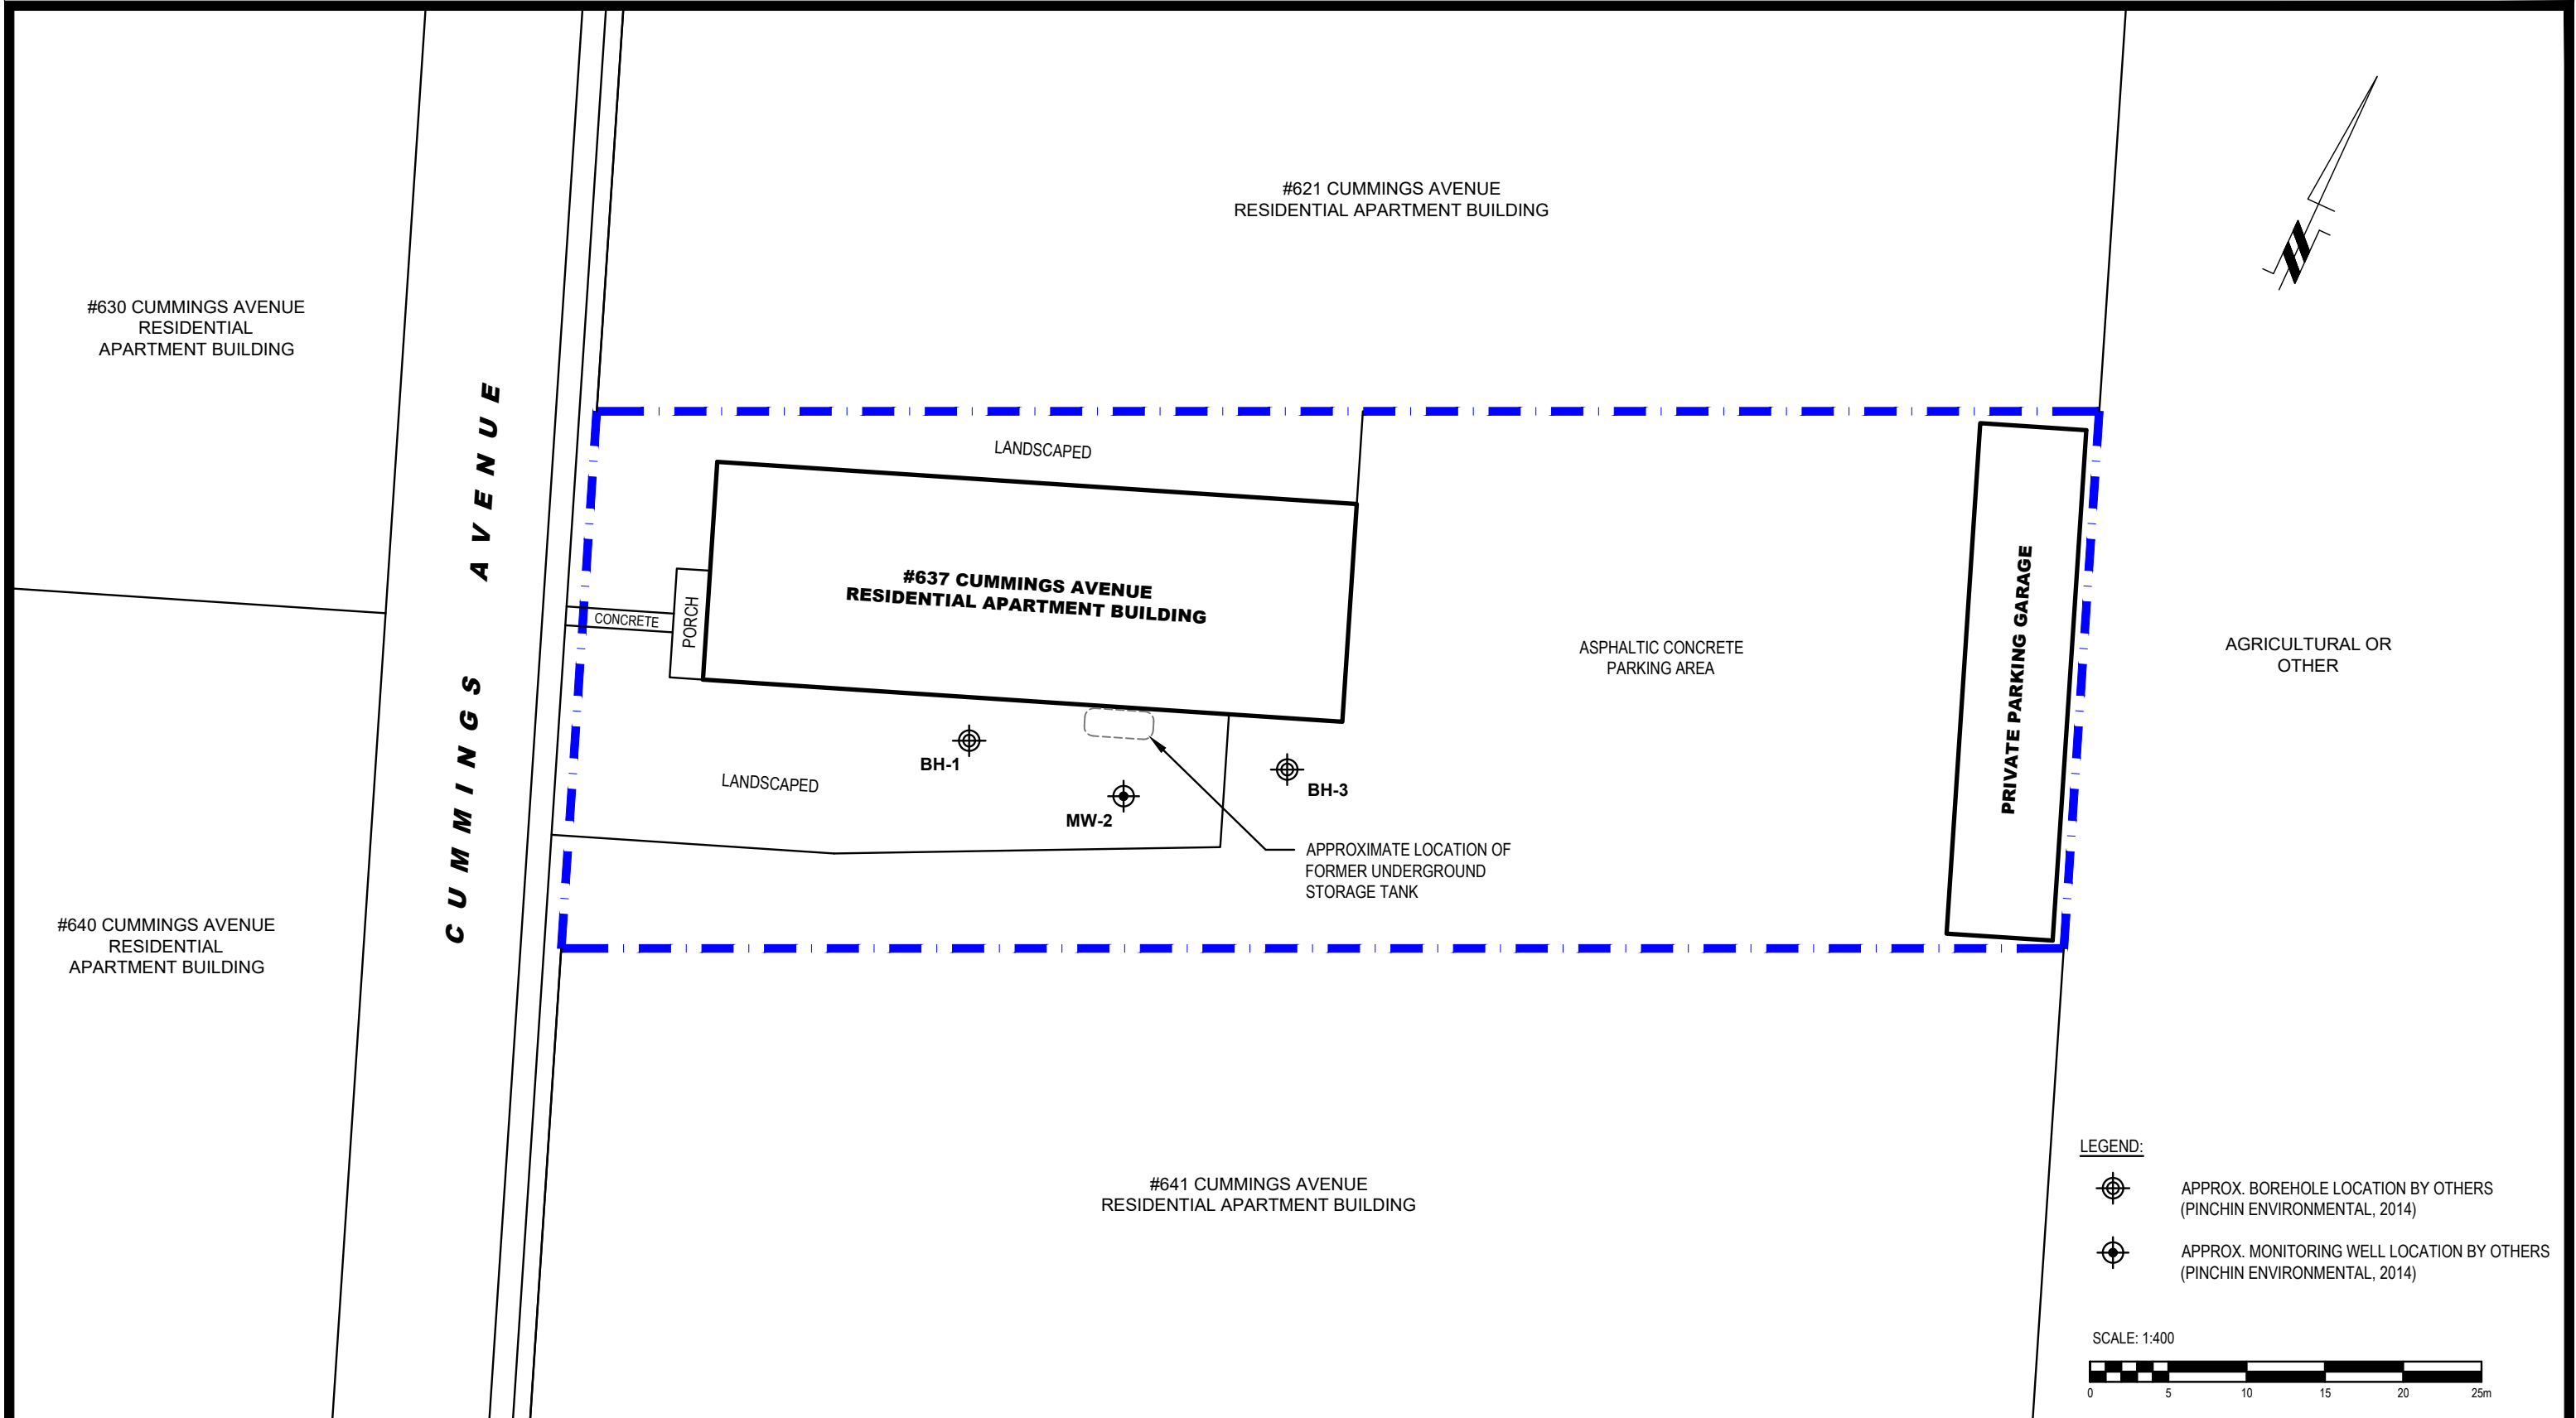 #621 CUMMINGS AVENUE
RESIDENTIAL APARTMENT BUILDING
#630 CUMMINGS AVENUE
RESIDENTIAL
APARTMENT BUILDING
CUMMINGS AVENUE
LANDSCAPED
#637 CUMMINGS AVENUE
RESIDENTIAL APARTMENT BUILDING
CONCRETE
PORCH
ASPHALTIC CONCRETE
PARKING AREA
PRIVATE PARKING GARAGE
AGRICULTURAL OR
OTHER
BH-1
LANDSCAPED
MW-2
BH-3
APPROXIMATE LOCATION OF
FORMER UNDERGROUND
STORAGE TANK
#640 CUMMINGS AVENUE
RESIDENTIAL
APARTMENT BUILDING
#641 CUMMINGS AVENUE
RESIDENTIAL APARTMENT BUILDING
LEGEND:
APPROX. BOREHOLE LOCATION BY OTHERS
(PINCHIN ENVIRONMENTAL, 2014)
APPROX. MONITORING WELL LOCATION BY OTHERS
(PINCHIN ENVIRONMENTAL, 2014)
SCALE: 1:400
0 5 10 15 20 25m